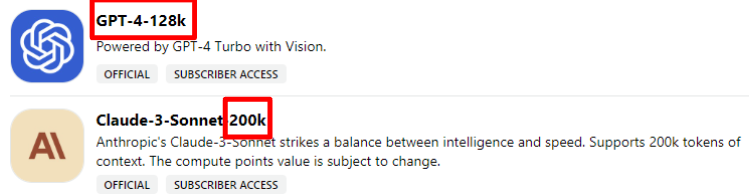 GPT-4-128k
Powered by GPT-4 Turbo with Vision.
OFFICIAL SUBSCRIBER ACCESS
Claude-3-Sonnet-200k
Anthropic's Claude-3-Sonnet strikes a balance between intelligence and speed. Supports 200k tokens of
context. The compute points value is subject to change.
OFFICIAL SUBSCRIBER ACCESS